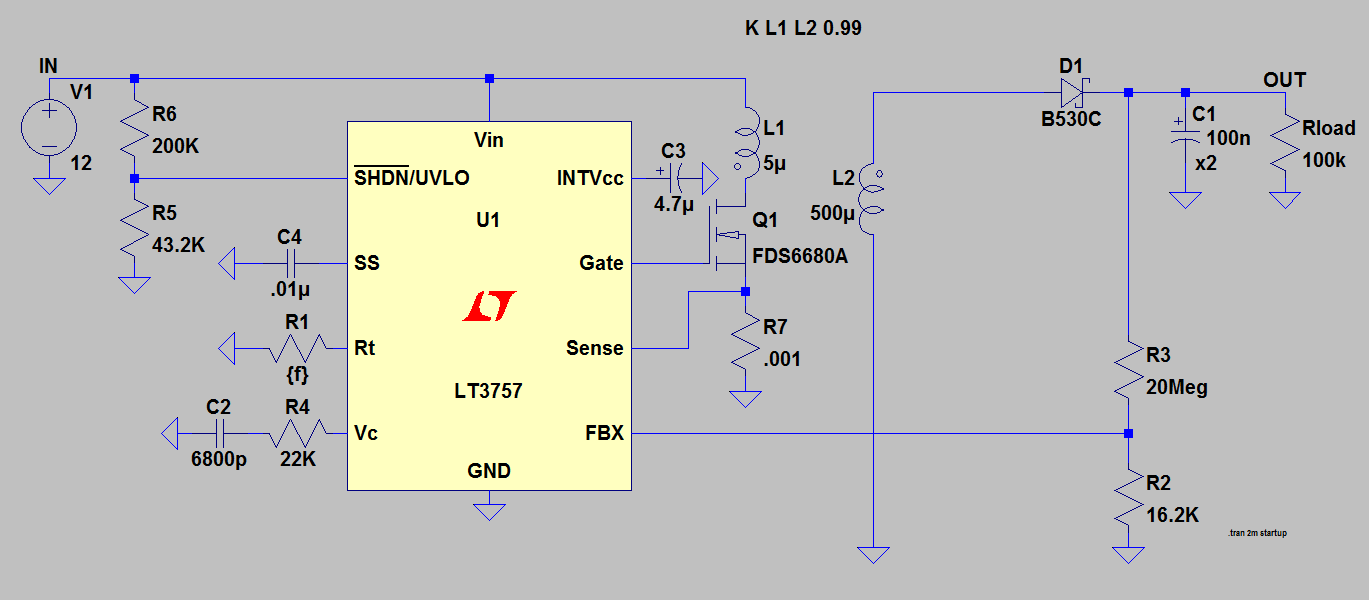 K L1 L2 0.99
IN
V1
12
R6
200K
R5
43.2K
C4
.01µ
R1
{f}
C2
6800p
R4
22K
Vin
SHDN/UVLO
INTVcc
U1
SS
Gate
Rt
Sense
LT3757
Vc
FBX
GND
C3
4.7µ
L1
5µ
Q1
FDS6680A
R7
.001
L2
500µ
D1
B530C
OUT
C1
100n
x2
Rload
100k
R3
20Meg
R2
16.2K
.tran 2m startup